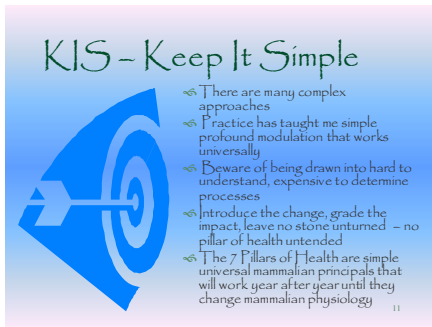 KIS – Keep It Simple
There are many complex
approaches
Practice has taught me simple
profound modulation that works
universally
Beware of being drawn into hard to
understand, expensive to determine
processes
Introduce the change, grade the
impact, leave no stone unturned – no
pillar of health untended
The 7 Pillars of Health are simple
universal mammalian principals that
will work year after year until they
change mammalian physiology
11